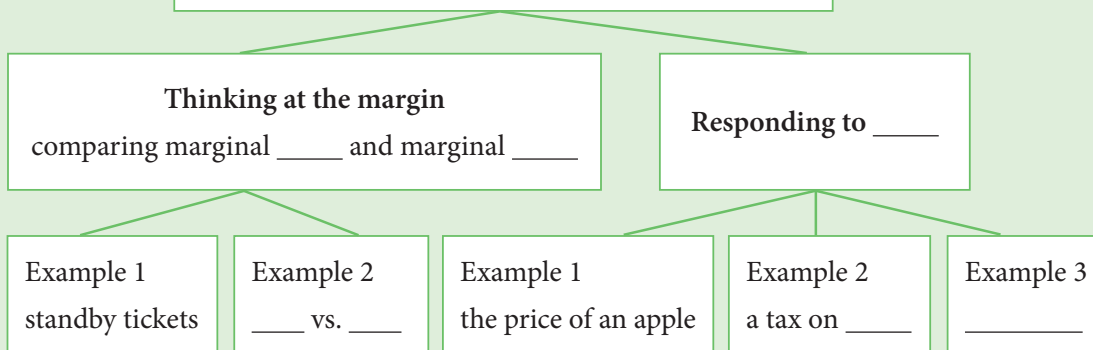 Thinking at the margin
comparing marginal _____ and marginal _____
Responding to _____
Example 1
standby tickets
Example 2
____ vs. ____
Example 1
the price of an apple
Example 2
a tax on _____
Example 3
_________